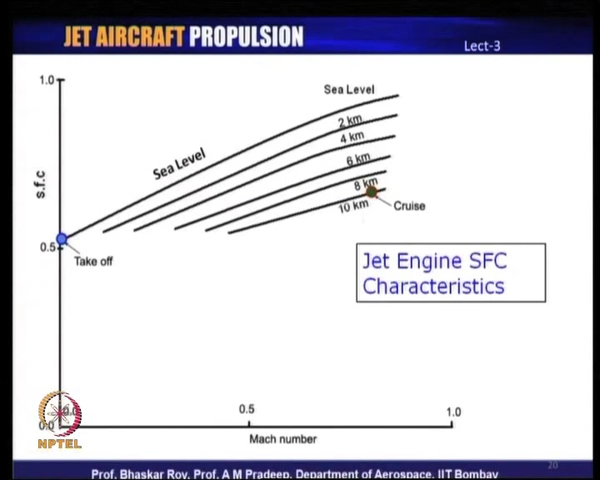 JET AIRCRAFT PROPULSION
Lect-3
1.0
Sea Level
2 km
4 km
Sea Level
6 km
8 km
s.f.c
10 km
Cruise
0.5
Take off
Jet Engine SFC
Characteristics
0.0
0.0
0.5
1.0
Mach number
NPTEL
20
Prof. Bhaskar Roy, Prof. A M Pradeep, Department of Aerospace, IIT Bombay